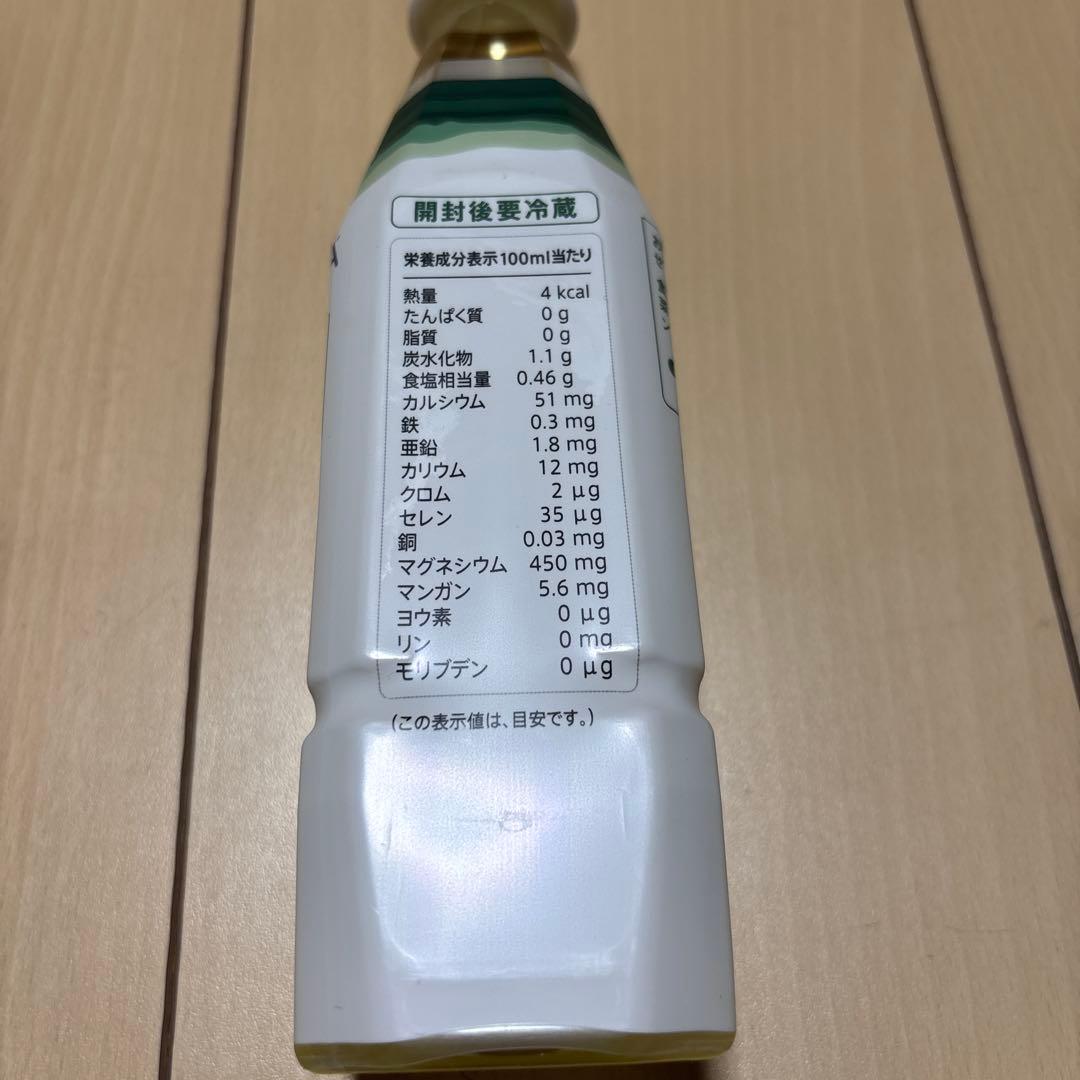 開封後要冷蔵
栄養成分表示100ml当たり
熱量 4 kcal
たんぱく質 0 g
脂質 0 g
炭水化物 1.1 g
食塩相当量 0.46 g
カルシウム 51 mg
鉄 0.3 mg
亜鉛 1.8 mg
カリウム 12 mg
クロム 2 μg
セレン 35 μg
銅 0.03 mg
マグネシウム 450 mg
マンガン 5.6 mg
ヨウ素 0 μg
リン 0 mg
モリブデン 0 μg
(この表示値は、目安です。)